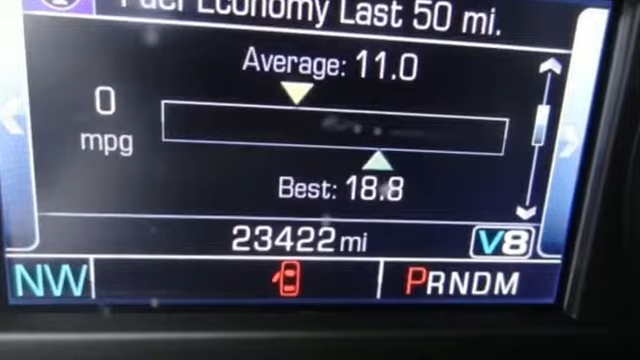 Fuel Economy Last 50 mi.
Average: 11.0
0
mpg
Best: 18.8
23422 mi
V8
NW
PRNDM